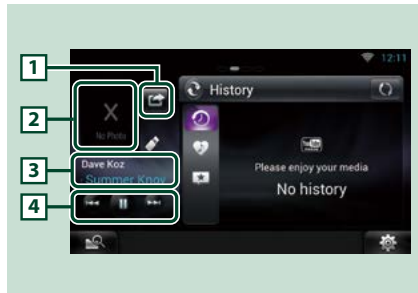 12:11
1
History
2
No Photo
Please enjoy your media
3
Dave Koz
No history
Summer Knov
4